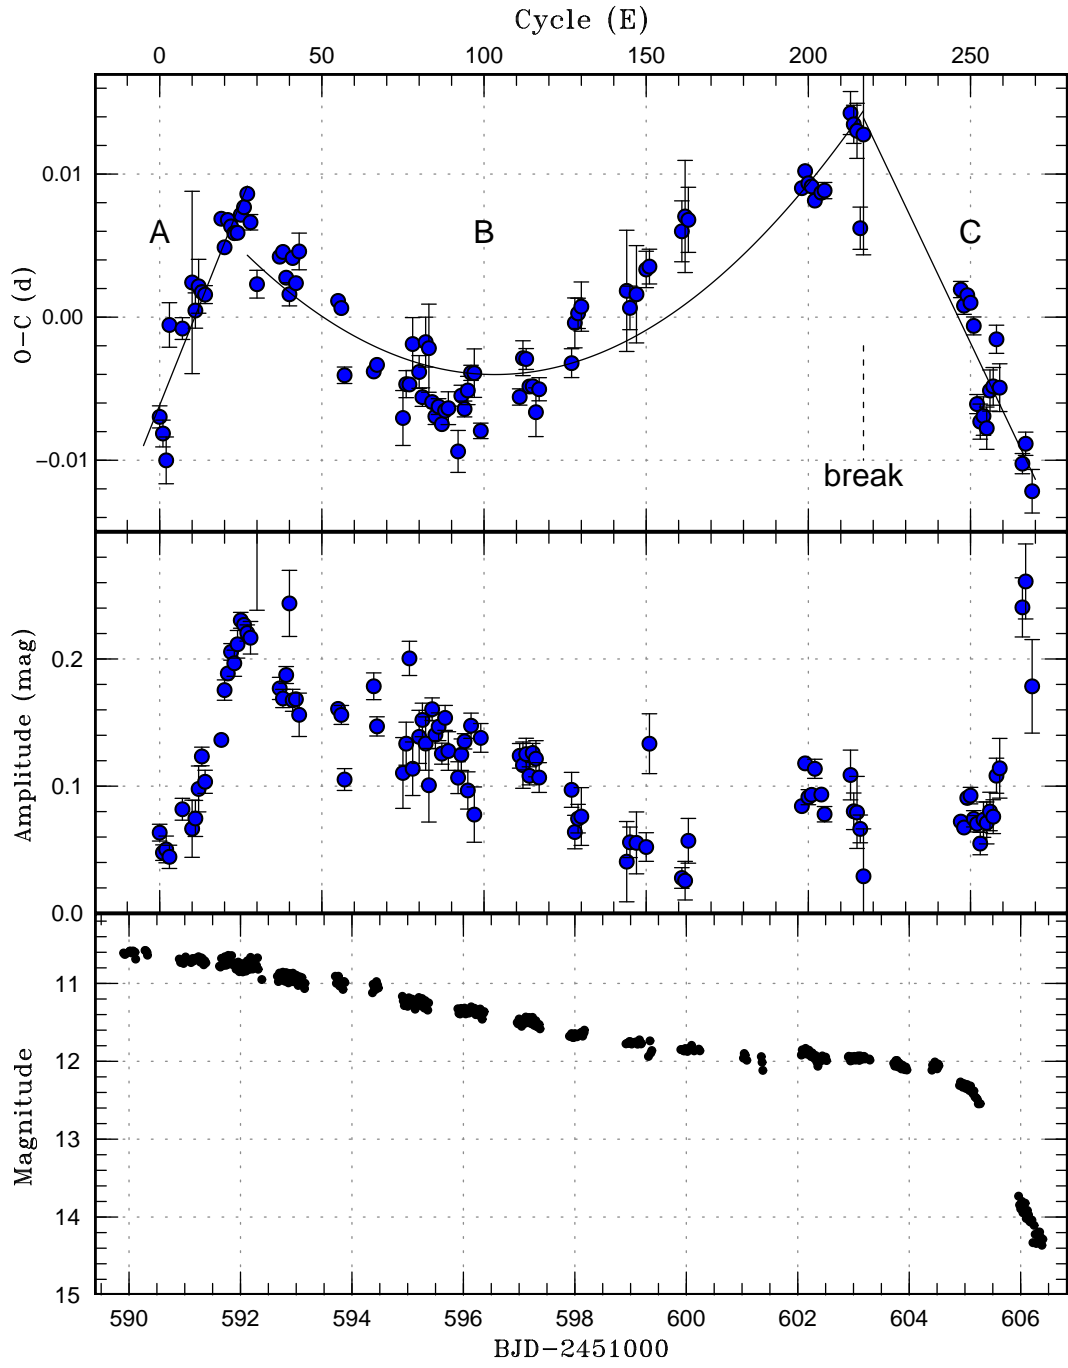 Cycle (E)
0 50 100 150 200 250
0.01
0.00
−0.01
O−C (d)
A B C
break
0.2
0.1
0.0
Amplitude (mag)
11
12
13
14
15
Magnitude
590 592 594 596 598 600 602 604 606
BJD−2451000